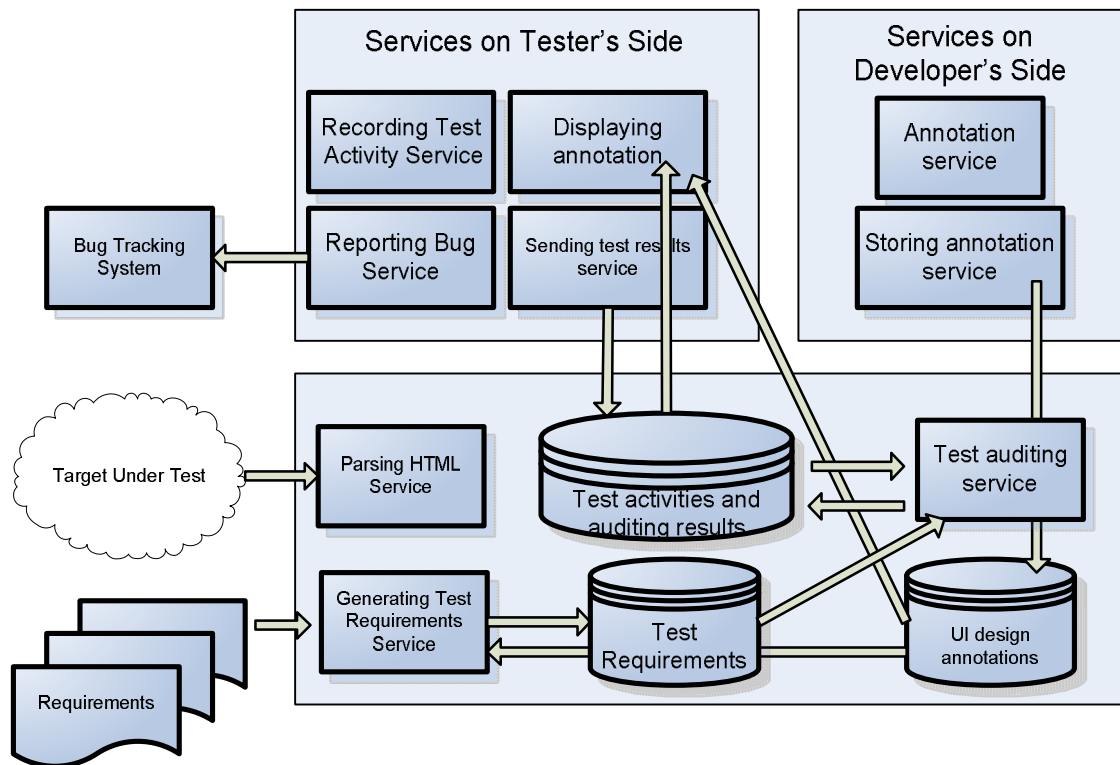 Services on Tester’s Side
Services on
Developer’s Side
Recording Test
Activity Service
Displaying
annotation
Annotation
service
Bug Tracking
System
Reporting Bug
Service
Sending test results
service
Storing annotation
service
Target Under Test
Parsing HTML
Service
Test activities and
auditing results
Test auditing
service
Requirements
Generating Test
Requirements
Service
Test
Requirements
UI design
annotations